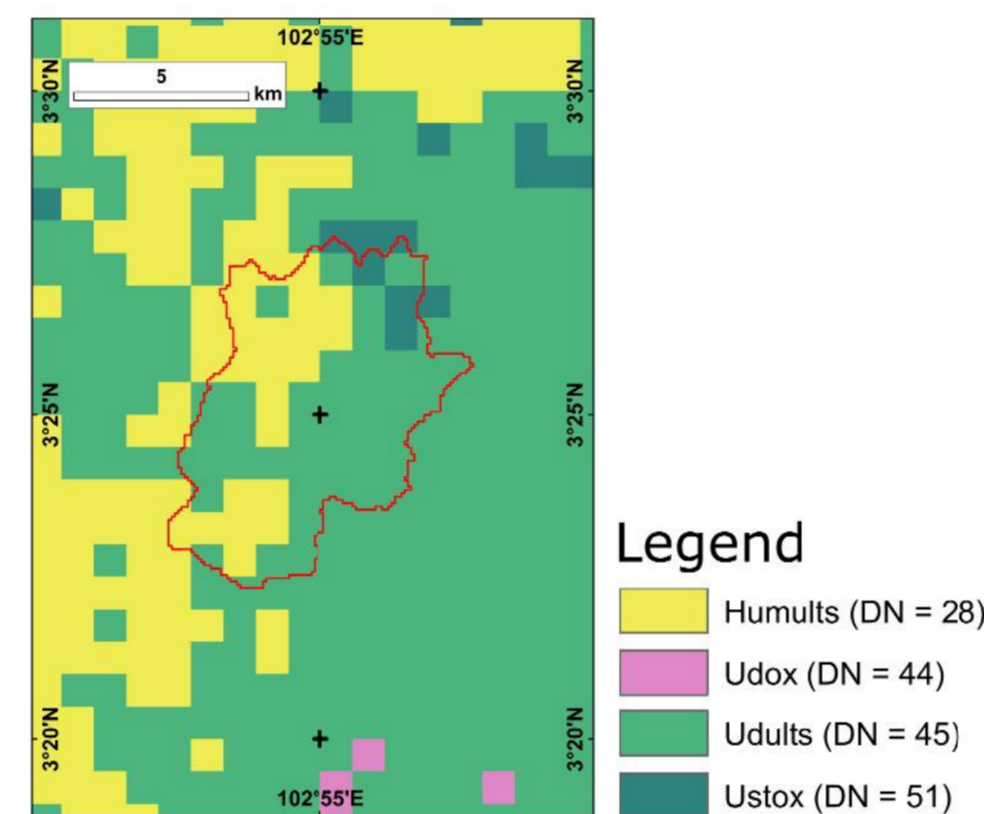 102°55'E
5
km
3°30'N
3°30'N
3°25'N
3°25'N
3°20'N
3°20'N
102°55'E
Legend
Humults (DN = 28)
Udox (DN = 44)
Udults (DN = 45)
Ustox (DN = 51)